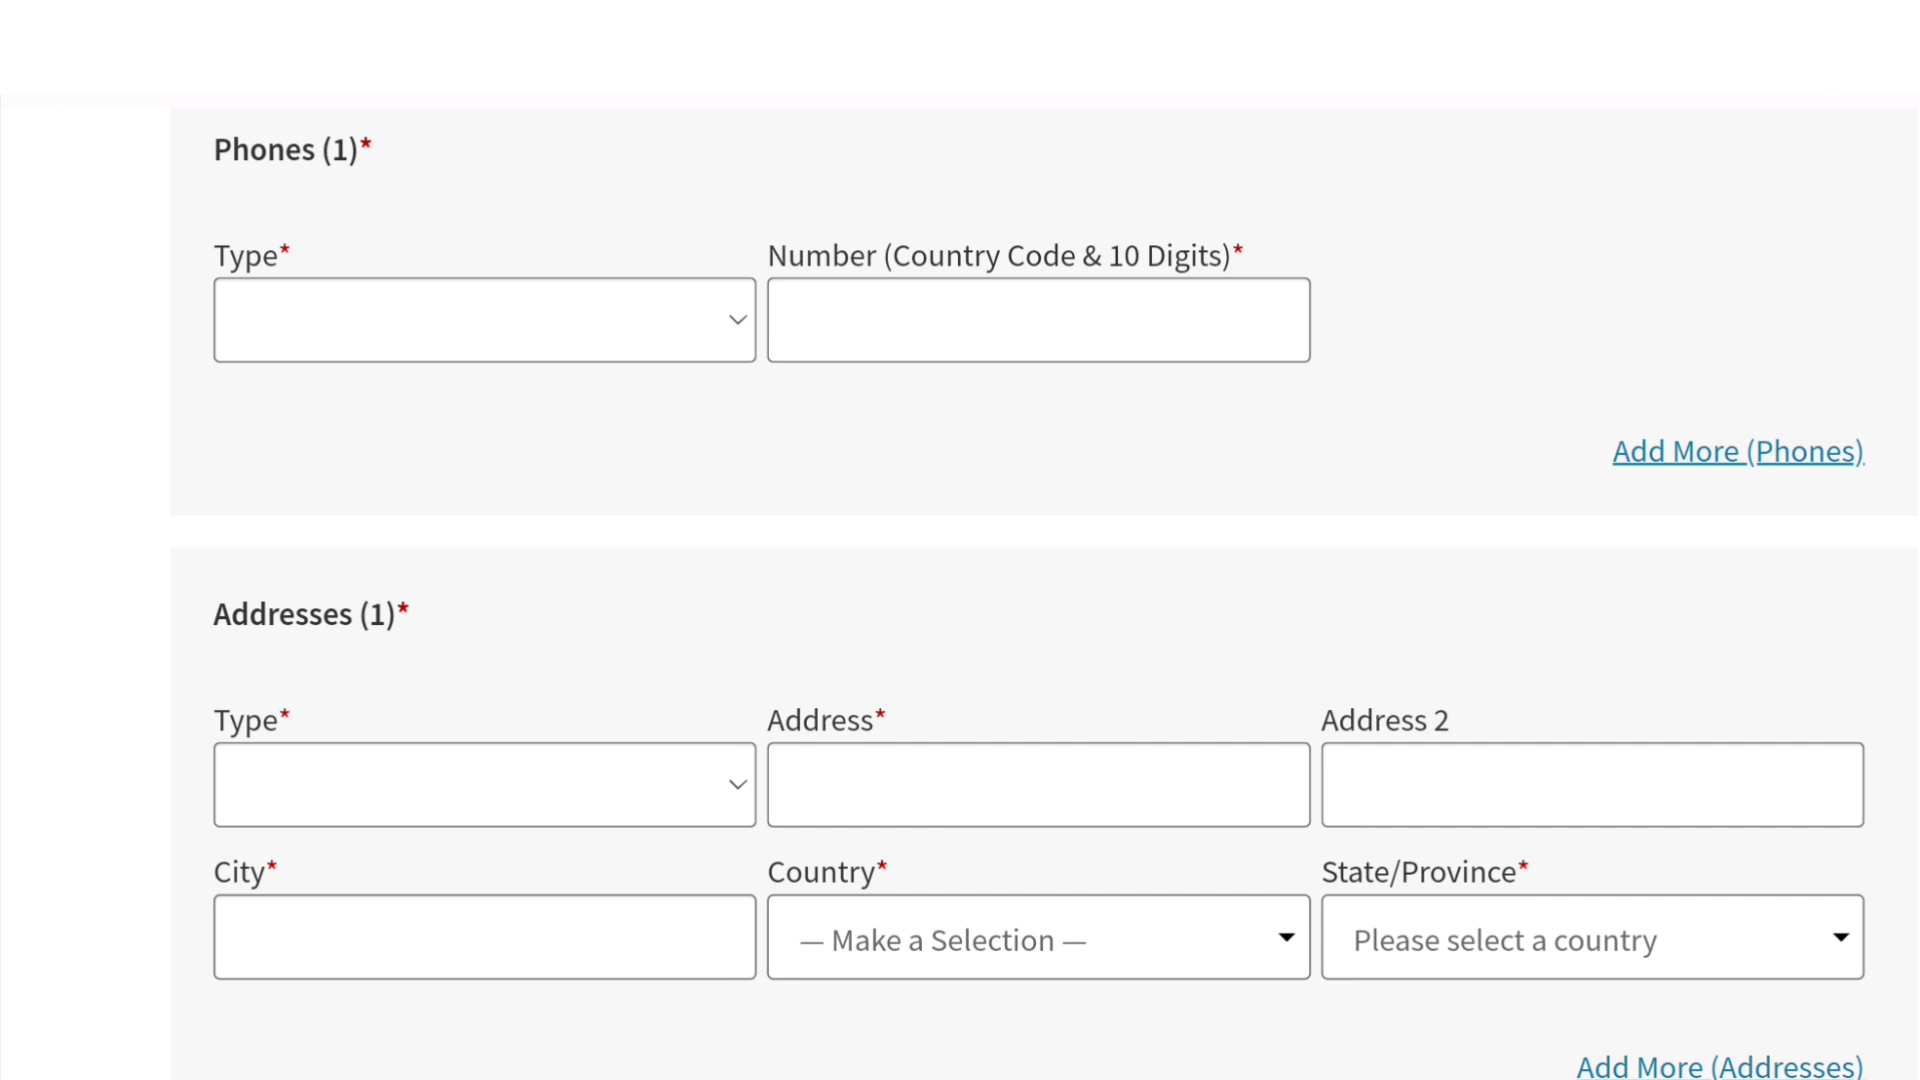 Phones (1)*
Type* Number (Country Code & 10 Digits)*
Add More (Phones)
Addresses (1)*
Type* Address* Address 2
City* Country* State/Province*
— Make a Selection — Please select a country
Add More (Addresses)